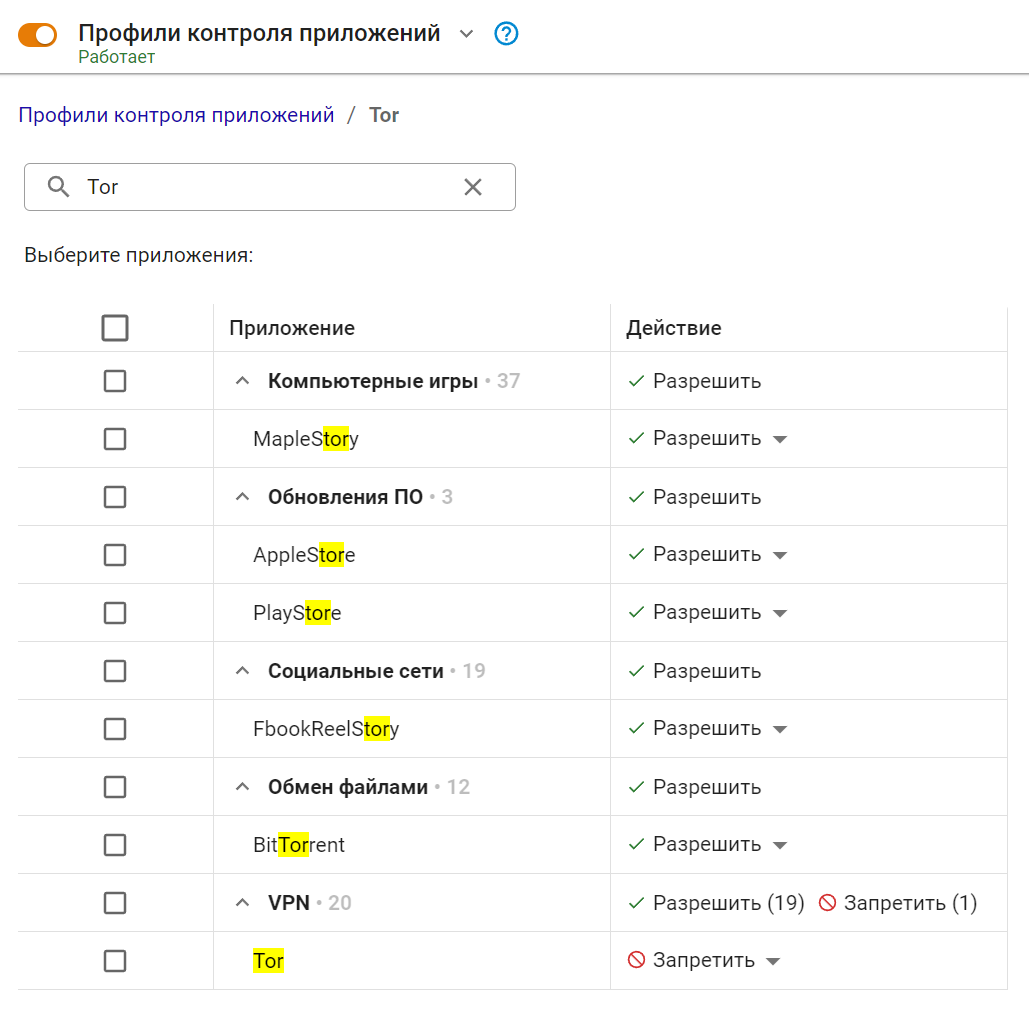 Профили контроля приложений
Работает
Профили контроля приложений / Tor
Tor
Выберите приложения:
Приложение Действие
Компьютерные игры • 37 Разрешить
MapleStory Разрешить
Обновления ПО • 3 Разрешить
AppleStore Разрешить
PlayStore Разрешить
Социальные сети • 19 Разрешить
FbookReelStory Разрешить
Обмен файлами • 12 Разрешить
BitTorrent Разрешить
VPN • 20 Разрешить (19) Запретить (1)
Tor Запретить